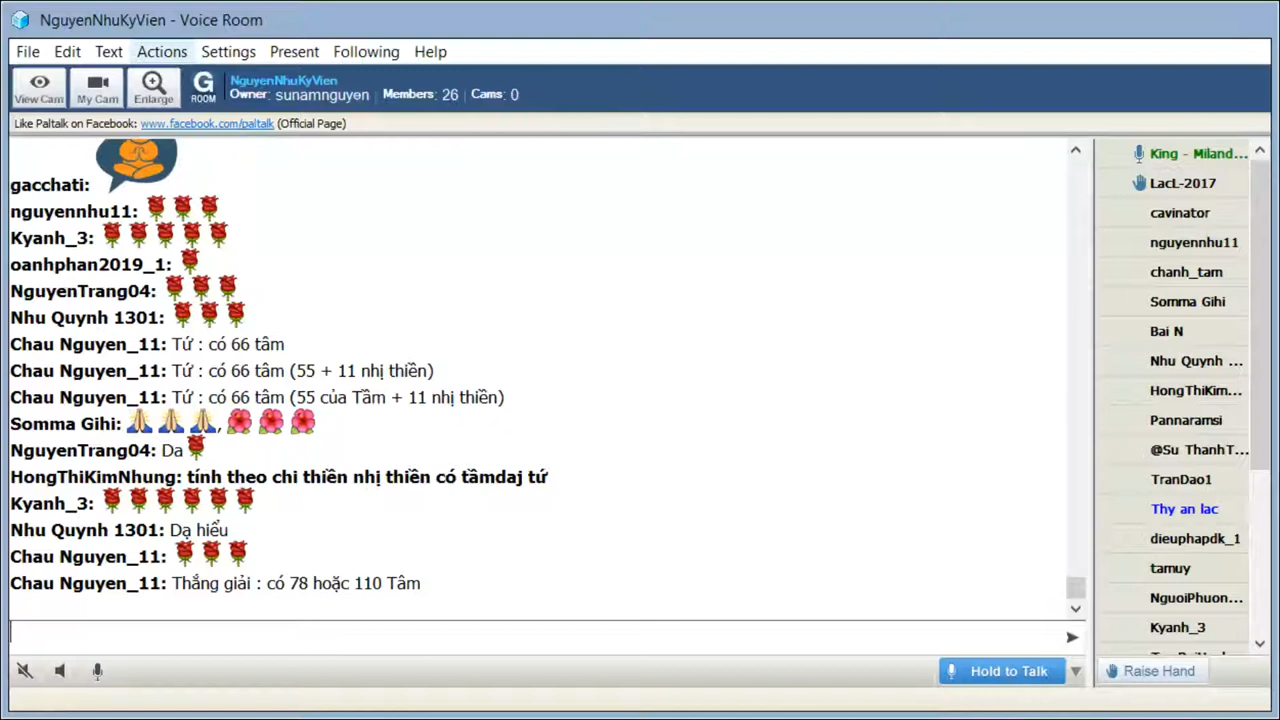 NguyenNhuKyVien - Voice Room
File Edit Text Actions Settings Present Following Help
View Cam
My Cam
Enlarge
G ROOM
NguyenNhuKyVien
Owner: sunamnguyen Members: 26 Cams: 0
Like Paltalk on Facebook: www.facebook.com/paltalk (Official Page)
gacchati:
nguyennhu11:
Kyanh_3:
oanhphan2019_1:
NguyenTrang04:
Nhu Quynh 1301:
Chau Nguyen_11: Tứ : có 66 tâm
Chau Nguyen_11: Tứ : có 66 tâm (55 + 11 nhị thiền)
Chau Nguyen_11: Tứ : có 66 tâm (55 của Tầm + 11 nhị thiền)
Somma Gihi: ,
NguyenTrang04: Da
HongThiKimNhung: tính theo chi thiền nhị thiền có tầmdaj tứ
Kyanh_3:
Nhu Quynh 1301: Dạ hiểu
Chau Nguyen_11:
Chau Nguyen_11: Thắng giải : có 78 hoặc 110 Tâm
King - Miland...
LacL-2017
cavinator
nguyennhu11
chanh_tam
Somma Gihi
Bai N
Nhu Quynh ...
HongThiKim...
Pannaramsi
@Su ThanhT...
TranDao1
Thy an lac
dieuphapdk_1
tamuy
NguoiPhuon...
Kyanh_3
Hold to Talk
Raise Hand